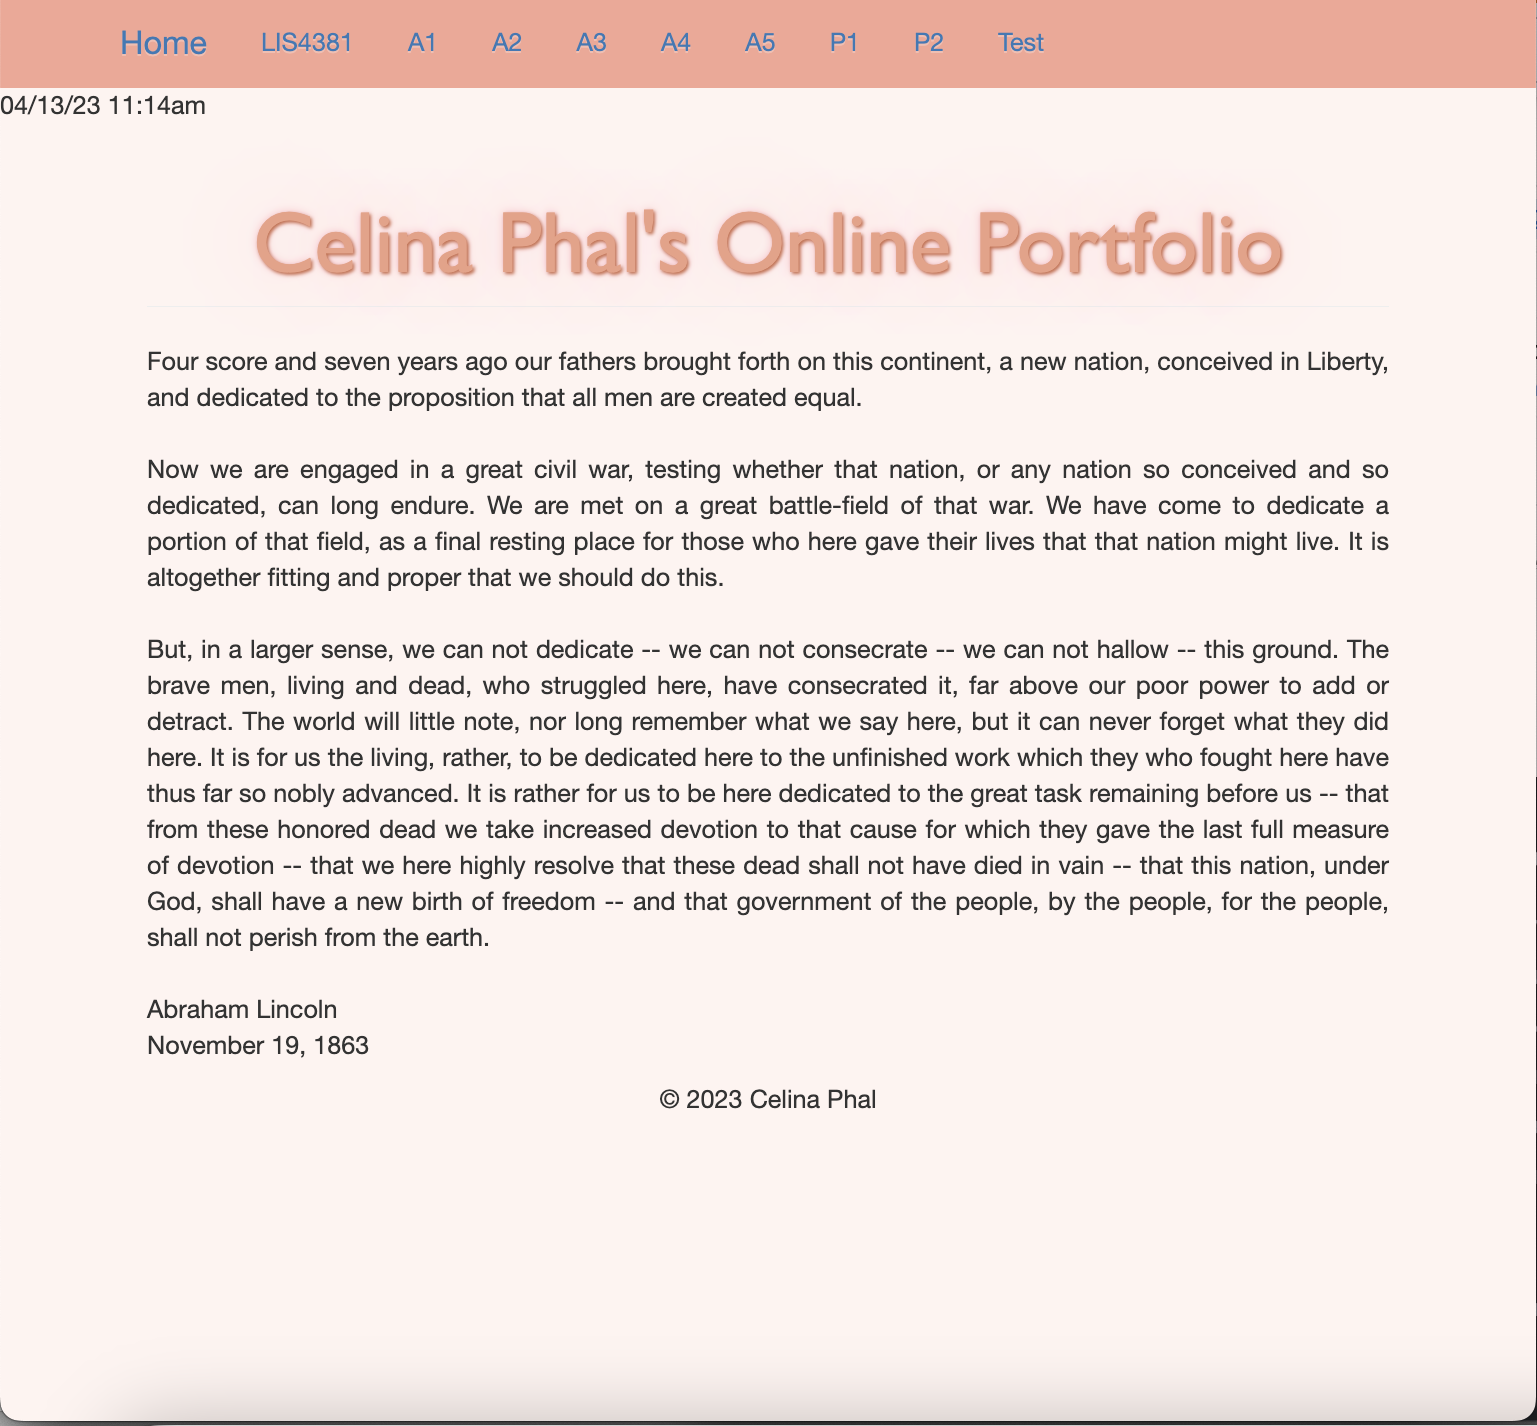 Home LIS4381 A1 A2 A3 A4 A5 P1 P2 Test
04/13/23 11:14am
Celina Phal's Online Portfolio
Four score and seven years ago our fathers brought forth on this continent, a new nation, conceived in Liberty,
and dedicated to the proposition that all men are created equal.
Now we are engaged in a great civil war, testing whether that nation, or any nation so conceived and so
dedicated, can long endure. We are met on a great battle-field of that war. We have come to dedicate a
portion of that field, as a final resting place for those who here gave their lives that that nation might live. It is
altogether fitting and proper that we should do this.
But, in a larger sense, we can not dedicate -- we can not consecrate -- we can not hallow -- this ground. The
brave men, living and dead, who struggled here, have consecrated it, far above our poor power to add or
detract. The world will little note, nor long remember what we say here, but it can never forget what they did
here. It is for us the living, rather, to be dedicated here to the unfinished work which they who fought here have
thus far so nobly advanced. It is rather for us to be here dedicated to the great task remaining before us -- that
from these honored dead we take increased devotion to that cause for which they gave the last full measure
of devotion -- that we here highly resolve that these dead shall not have died in vain -- that this nation, under
God, shall have a new birth of freedom -- and that government of the people, by the people, for the people,
shall not perish from the earth.
Abraham Lincoln
November 19, 1863
© 2023 Celina Phal